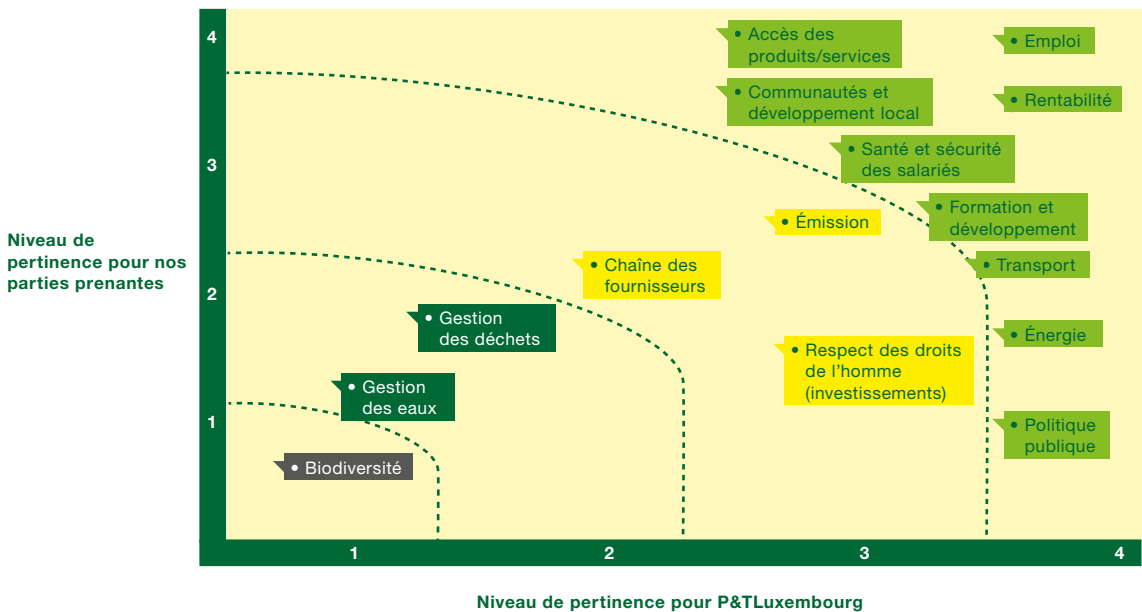 4
3
2
1
Niveau de
pertinence pour nos
parties prenantes
• Accès des
produits/services
• Emploi
• Communautés et
développement local
• Rentabilité
• Santé et sécurité
des salariés
• Formation et
développement
• Émission
• Transport
• Chaîne des
fournisseurs
• Gestion
des déchets
• Énergie
• Respect des droits
de l'homme
(investissements)
• Gestion
des eaux
• Politique
publique
• Biodiversité
1 2 3 4
Niveau de pertinence pour P&TLuxembourg